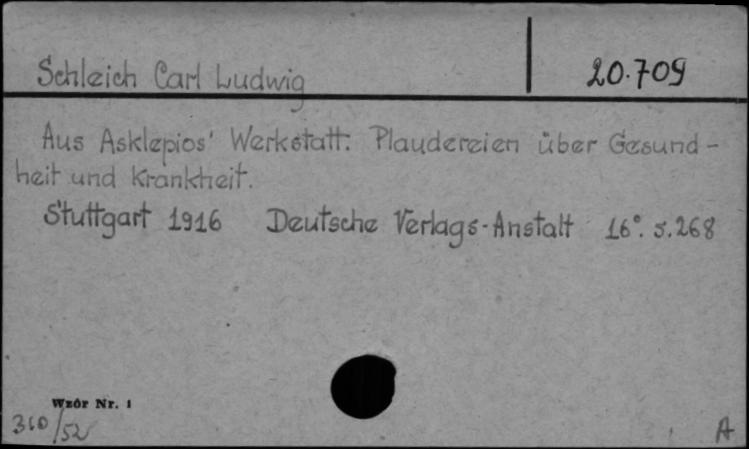 Schleich Carl Ludwig
20.709
Aus Asklepios' Werkstatt: Plaudereien über Gesund-
heit und Krankheit.
Stuttgart 1916 Deutsche Verlags-Anstalt 16°. s.268
Wzór Nr. 1
310/52
A